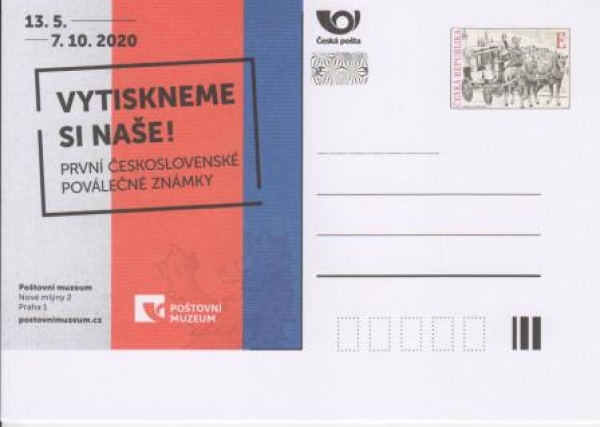 13. 5.
7. 10. 2020
VYTISKNEME
SI NAŠE!
PRVNÍ ČESKOSLOVENSKÉ
POVÁLEČNÉ ZNÁMKY
Poštovní muzeum
Nové mlýny 2
Praha 1
postovnimuzeum.cz
POŠTOVNÍ
MUZEUM
Česká pošta
ČESKÁ REPUBLIKA